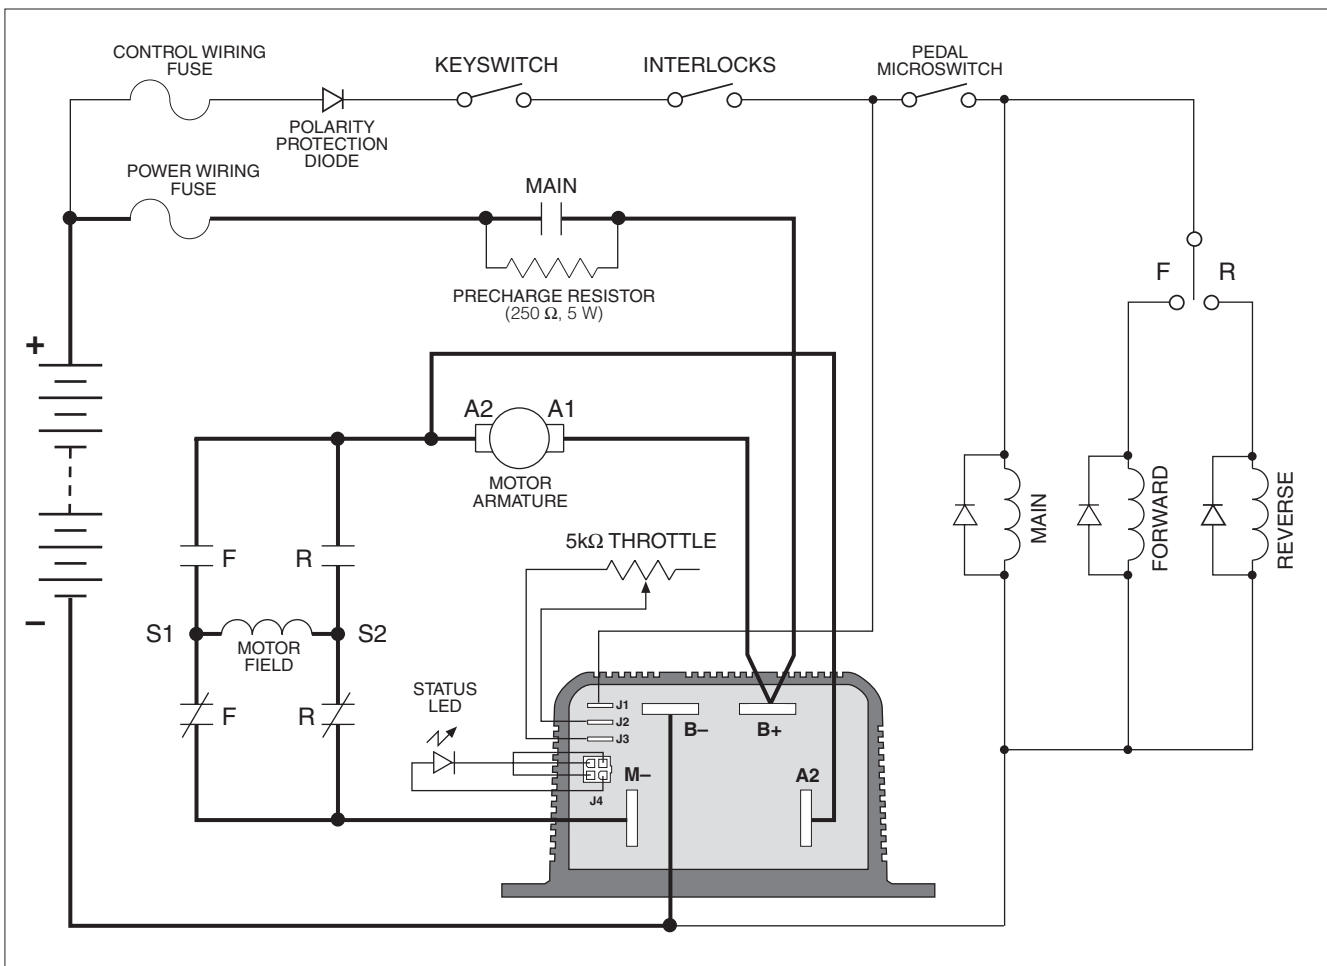 CONTROL WIRING
FUSE
KEYSWITCH
INTERLOCKS
PEDAL
MICROSWITCH
POLARITY
PROTECTION
DIODE
POWER WIRING
FUSE
MAIN
PRECHARGE RESISTOR
(250 Ω, 5 W)
F
R
+
–
A2
A1
MOTOR
ARMATURE
MAIN
FORWARD
REVERSE
5kΩ THROTTLE
F
R
S1
S2
MOTOR
FIELD
F
R
STATUS
LED
J1
J2
J3
J4
B–
B+
M–
A2